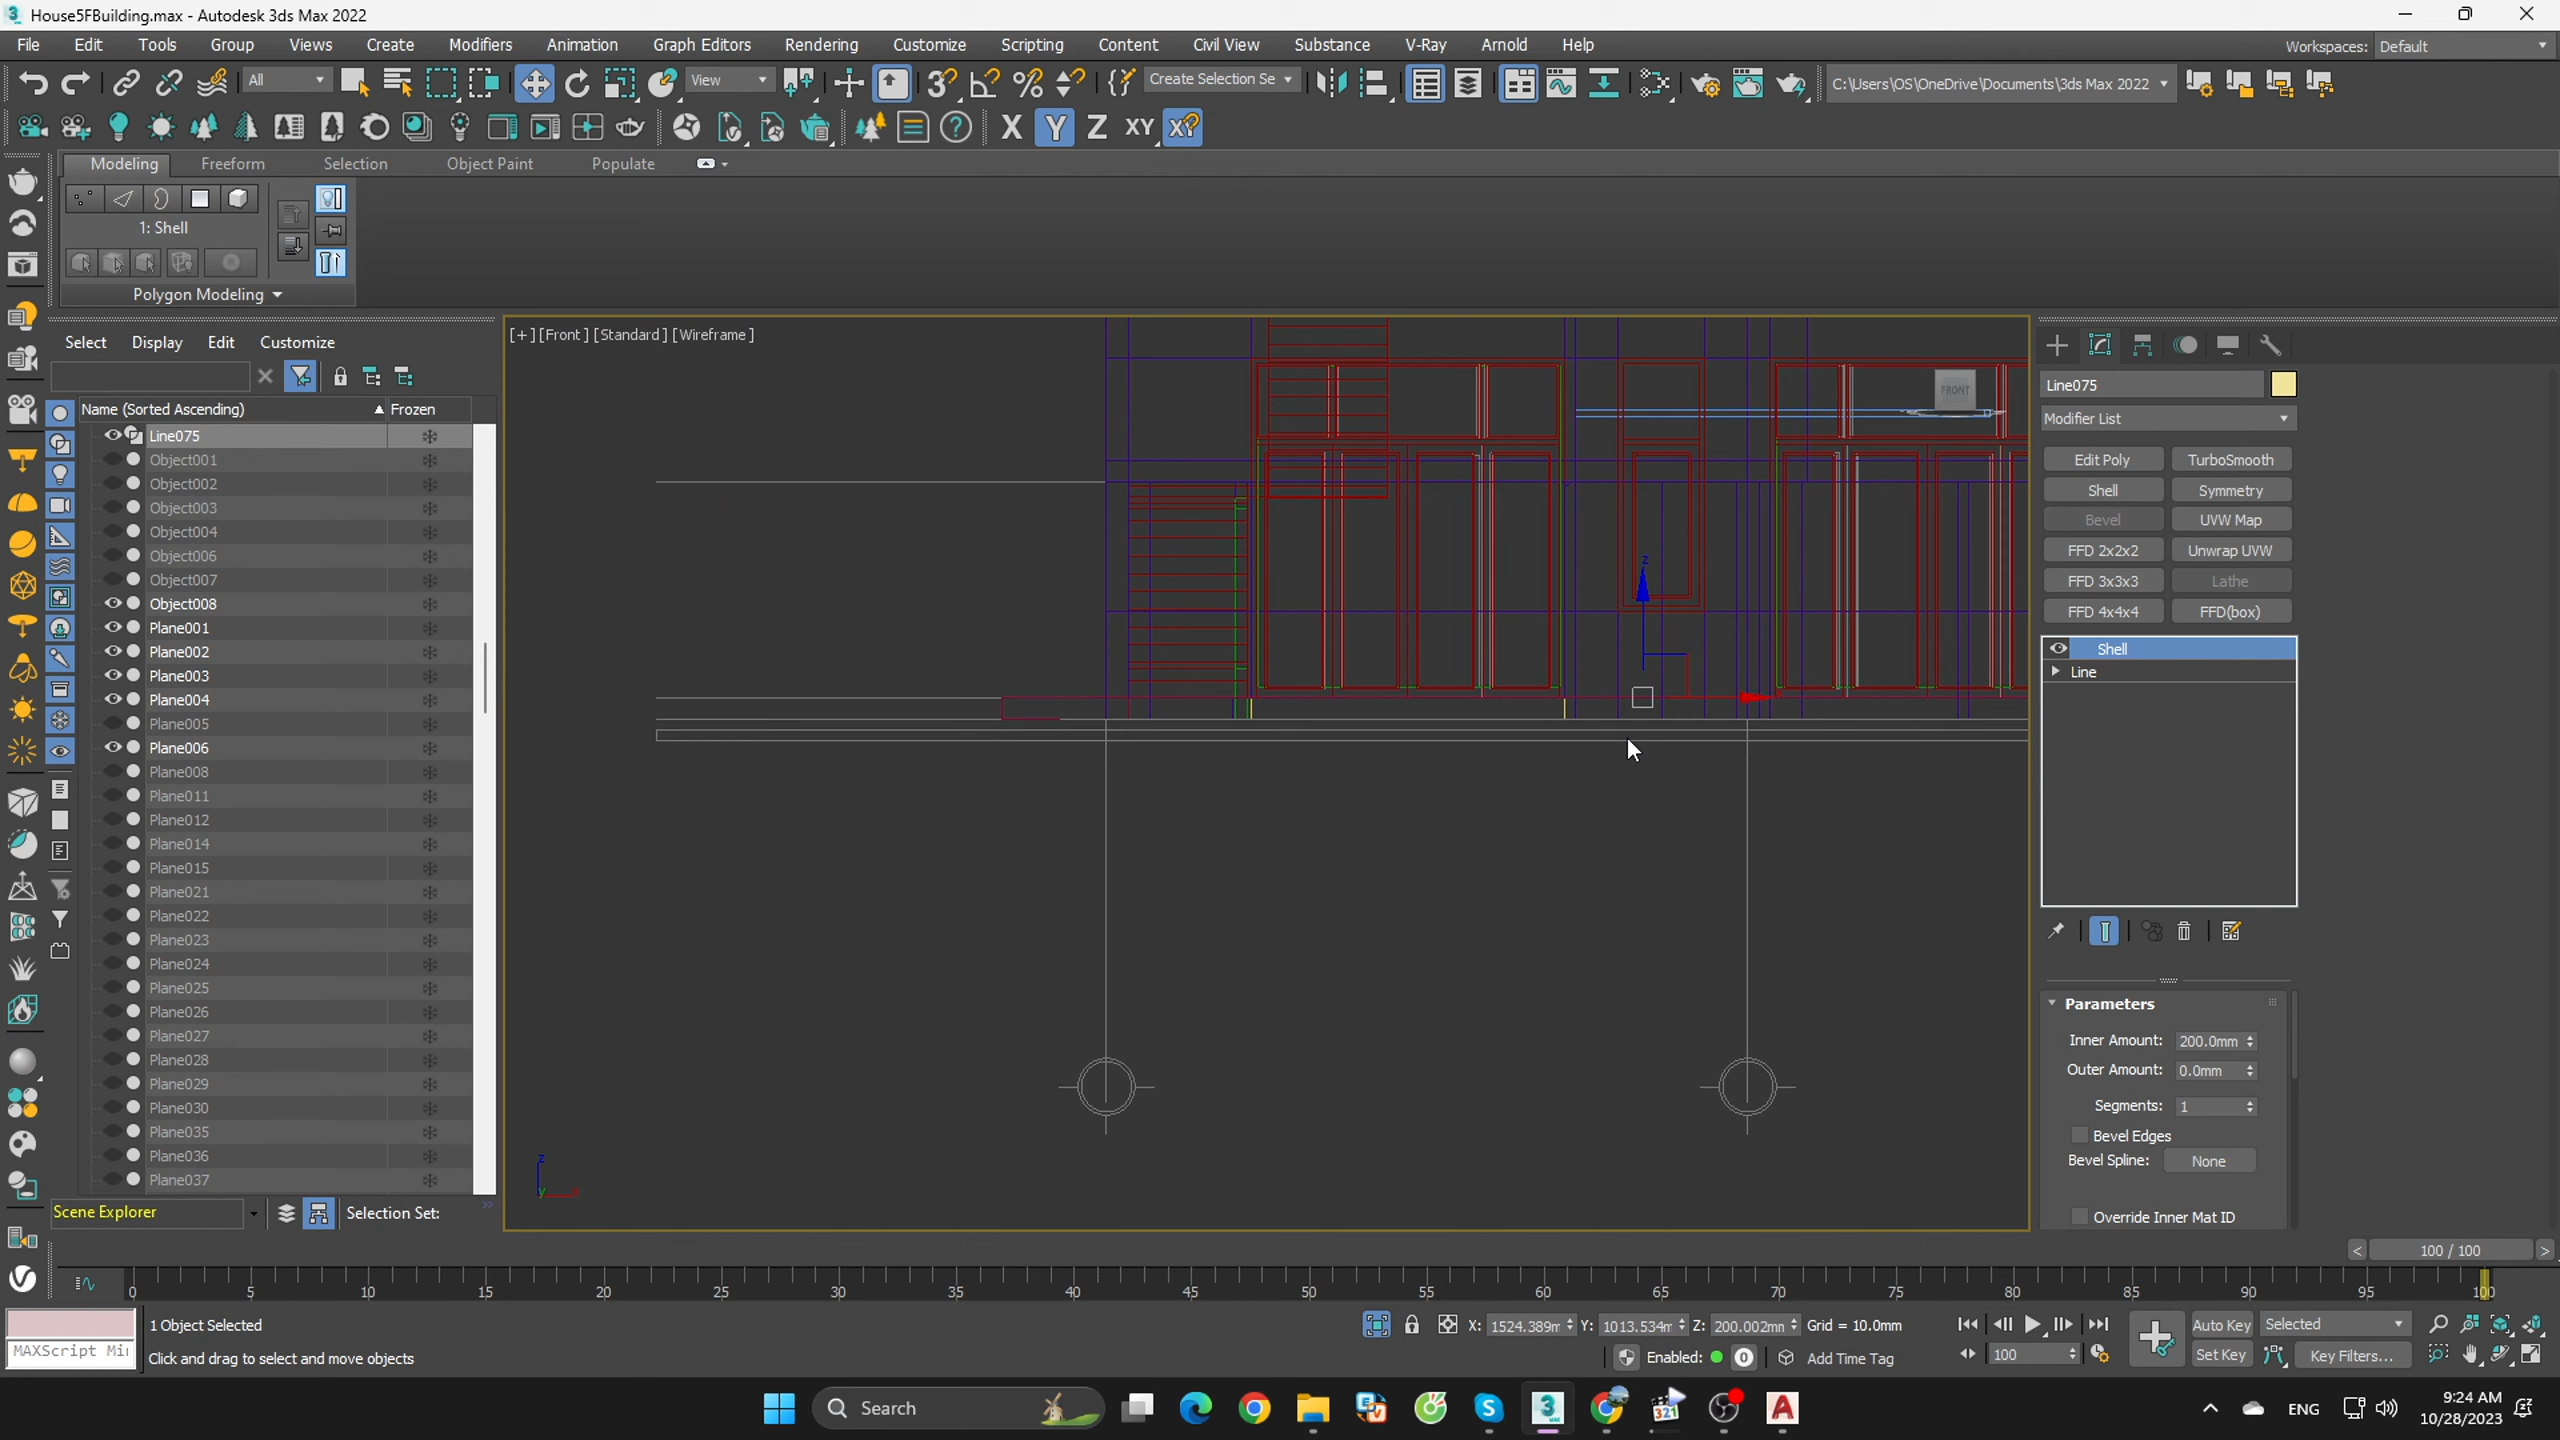 House5FBuilding.max - Autodesk 3ds Max 2022
File Edit Tools Group Views Create Modifiers Animation Graph Editors Rendering Customize Scripting Content Civil View Substance V-Ray Arnold Help Workspaces: Default
All View Create Selection Se C:\Users\OS\OneDrive\Documents\3ds Max 2022
X Y Z XY
Modeling Freeform Selection Object Paint Populate
1: Shell
Polygon Modeling
Select Display Edit Customize
[+] [Front] [Standard] [Wireframe]
FRONT
Name (Sorted Ascending) Frozen
Line075
Object001
Object002
Object003
Object004
Object006
Object007
Object008
Plane001
Plane002
Plane003
Plane004
Plane005
Plane006
Plane008
Plane011
Plane012
Plane014
Plane015
Plane021
Plane022
Plane023
Plane024
Plane025
Plane026
Plane027
Plane028
Plane029
Plane030
Plane035
Plane036
Plane037
Scene Explorer Selection Set:
z
z
y
Line075
Modifier List
Edit Poly TurboSmooth
Shell Symmetry
Bevel UVW Map
FFD 2x2x2 Unwrap UVW
FFD 3x3x3 Lathe
FFD 4x4x4 FFD(box)
Shell
Line
Parameters
Inner Amount: 200.0mm
Outer Amount: 0.0mm
Segments: 1
Bevel Edges
Bevel Spline: None
Override Inner Mat ID
< 100 / 100 >
0 5 10 15 20 25 30 35 40 45 50 55 60 65 70 75 80 85 90 95 100
1 Object Selected X: 1524.389m Y: 1013.534m Z: 200.002mm Grid = 10.0mm Auto Key Selected
MAXScript Mi Click and drag to select and move objects Enabled: 0 Add Time Tag 100 Set Key Key Filters...
Search
ENG
9:24 AM
10/28/2023